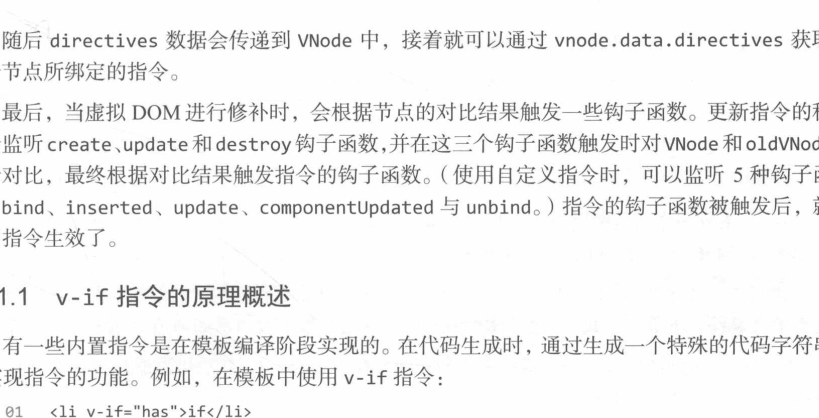 随后 directives 数据会传递到 VNode 中，接着就可以通过 vnode.data.directives 获取
节点所绑定的指令。
最后，当虚拟 DOM 进行修补时，会根据节点的对比结果触发一些钩子函数。更新指令的程
监听 create、update 和 destroy 钩子函数，并在这三个钩子函数触发时对 VNode 和 oldVNod
对比，最终根据对比结果触发指令的钩子函数。（使用自定义指令时，可以监听 5 种钩子函
bind、inserted、update、componentUpdated 与 unbind。）指令的钩子函数被触发后，就
指令生效了。
1.1 v-if 指令的原理概述
有一些内置指令是在模板编译阶段实现的。在代码生成时，通过生成一个特殊的代码字符串
实现指令的功能。例如，在模板中使用 v-if 指令：
01 <li v-if="has">if</li>